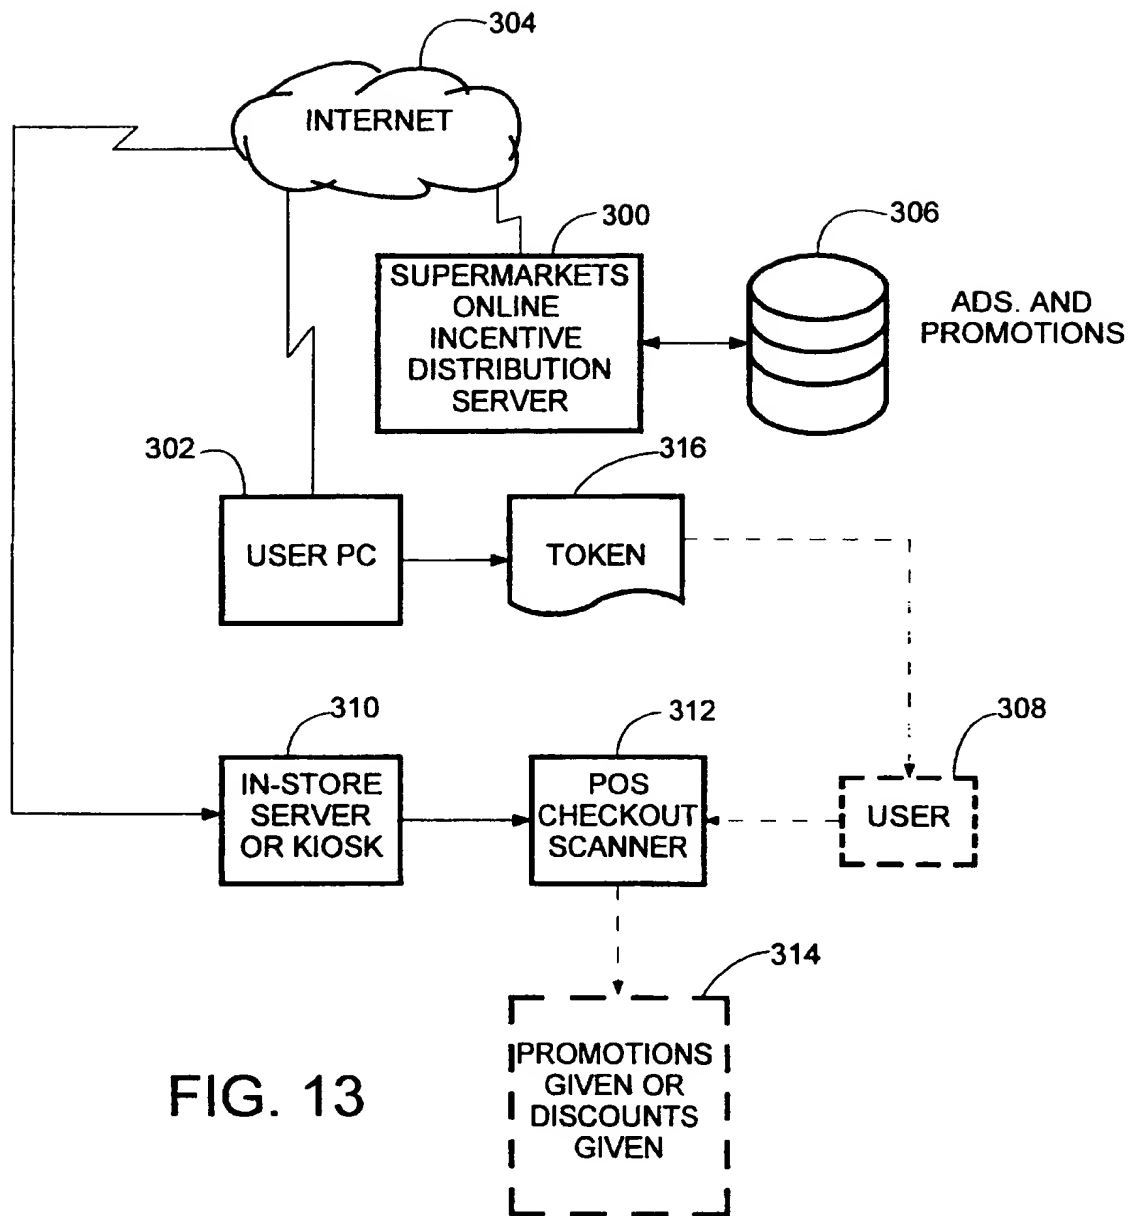 304
INTERNET
300
306
SUPERMARKETS
ONLINE
INCENTIVE
DISTRIBUTION
SERVER
ADS. AND
PROMOTIONS
302
316
USER PC
TOKEN
310
312
308
IN-STORE
SERVER
OR KIOSK
POS
CHECKOUT
SCANNER
USER
314
PROMOTIONS
GIVEN OR
DISCOUNTS
GIVEN
FIG. 13